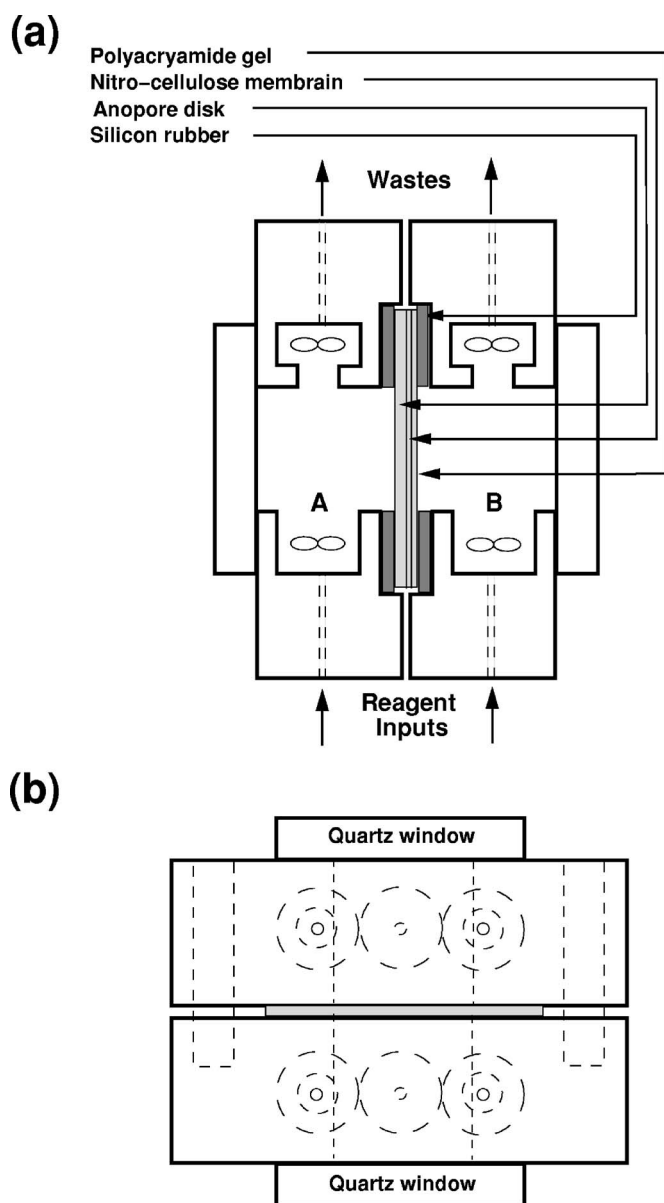 (a)
Polyacryamide gel
Nitro-cellulose membrain
Anopore disk
Silicon rubber
Wastes
A
B
Reagent
Inputs
(b)
Quartz window
Quartz window